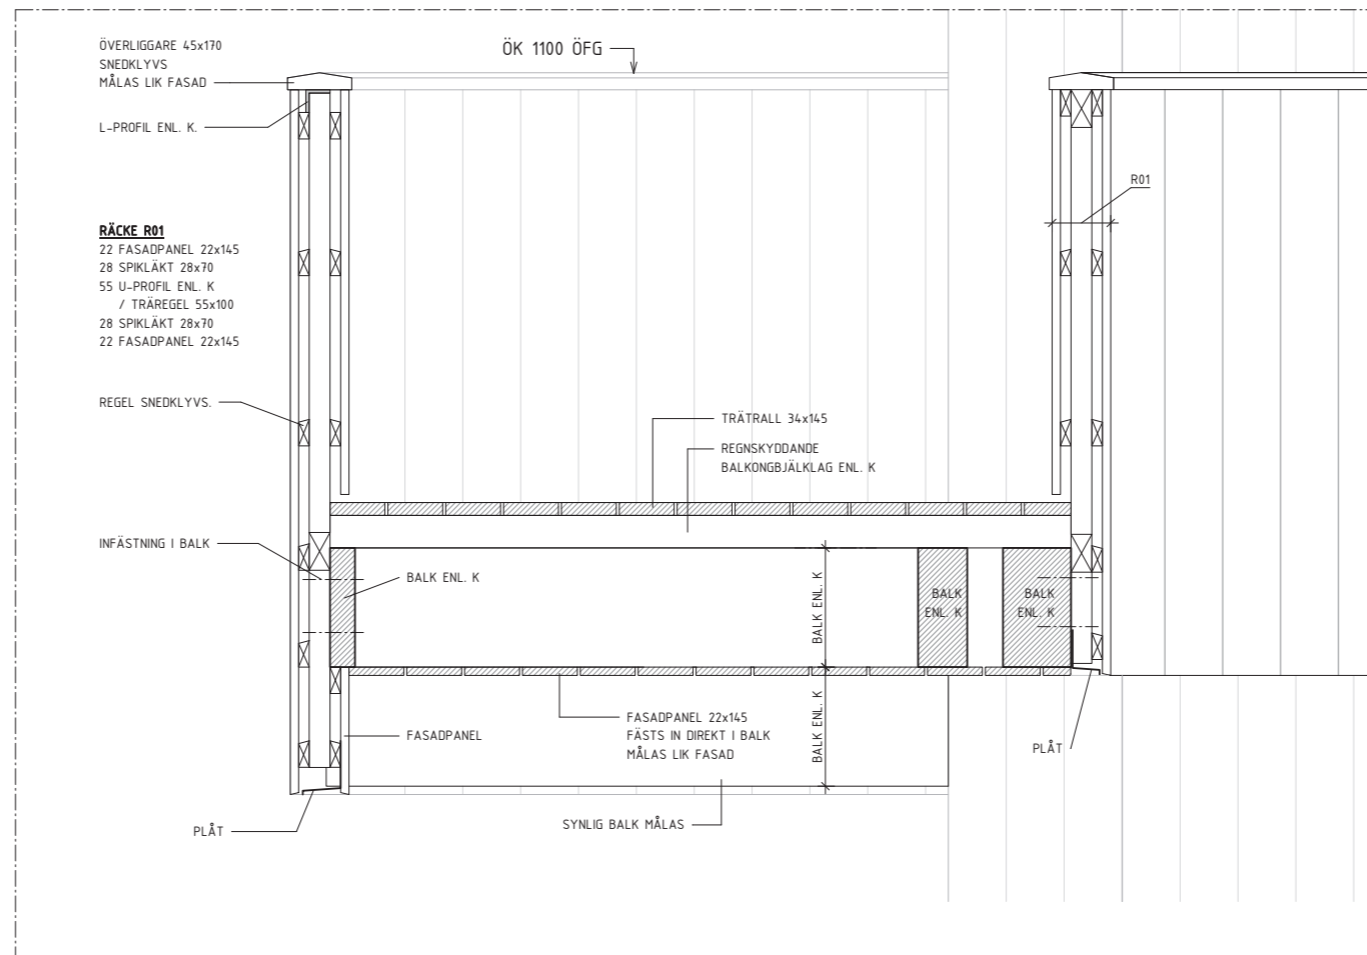 ÖVERLIGGARE 45x170
SNEDKLYVS
MÅLAS LIK FASAD
ÖK 1100 ÖFG
L-PROFIL ENL. K.
R01
RÄCKE R01
22 FASADPANEL 22x145
28 SPIKLÄKT 28x70
55 U-PROFIL ENL. K
/ TRÄREGEL 55x100
28 SPIKLÄKT 28x70
22 FASADPANEL 22x145
REGEL SNEDKLYVS.
TRÄTRALL 34x145
REGNSKYDDANDE
BALKONGBJÄLKLAG ENL. K
INFÄSTNING I BALK
BALK ENL. K
BALK ENL. K
BALK
ENL. K
BALK
ENL. K
BALK ENL. K
FASADPANEL
FASADPANEL 22x145
FÄSTS IN DIREKT I BALK
MÅLAS LIK FASAD
PLÅT
PLÅT
SYNLIG BALK MÅLAS